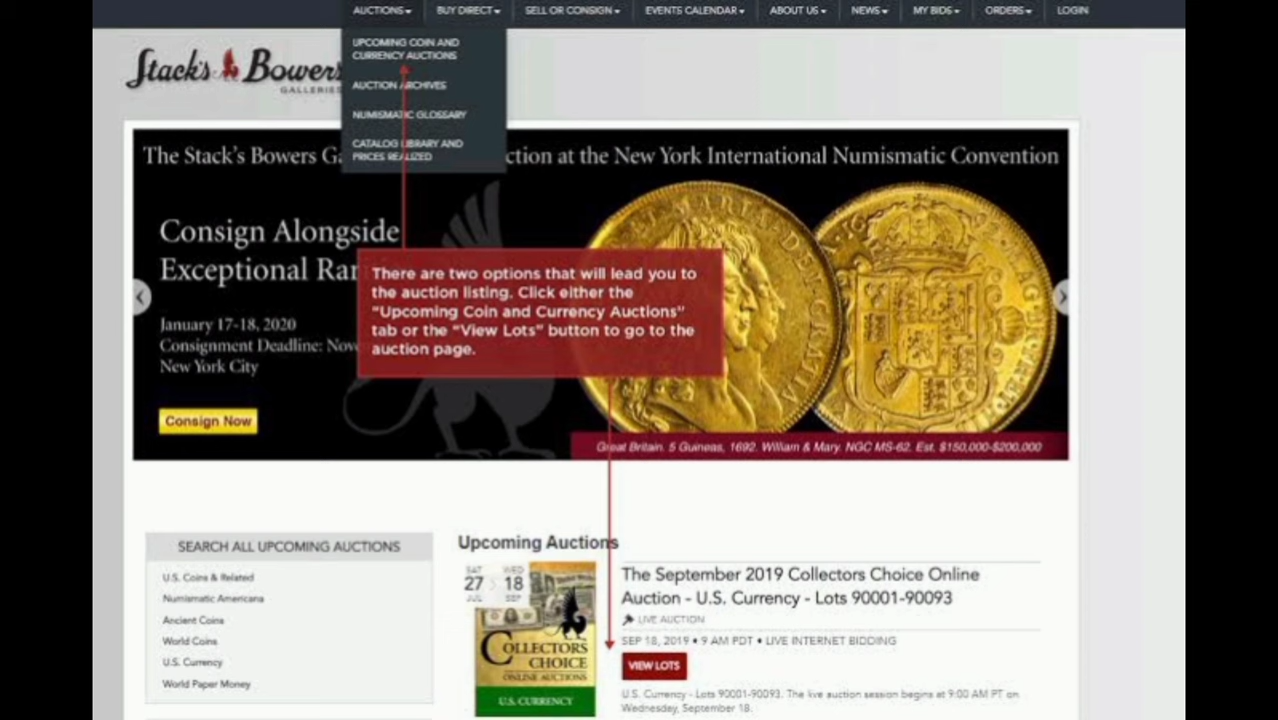 AUCTIONS BUY DIRECT SELL OR CONSIGN EVENTS CALENDAR ABOUT US NEWS MY BIDS ORDERS LOGIN
UPCOMING COIN AND
CURRENCY AUCTIONS
AUCTION ARCHIVES
NUMISMATIC GLOSSARY
CATALOG LIBRARY AND
PRICES REALIZED
Stack's Bowers
GALLERIES
The Stack's Bowers Ga ction at the New York International Numismatic Convention
Consign Alongside
Exceptional Rar
January 17-18, 2020
Consignment Deadline: Nov
New York City
Consign Now
There are two options that will lead you to
the auction listing. Click either the
"Upcoming Coin and Currency Auctions"
tab or the "View Lots" button to go to the
auction page.
Great Britain. 5 Guineas, 1692. William & Mary. NGC MS-62. Est. $150,000-$200,000
SEARCH ALL UPCOMING AUCTIONS
U.S. Coins & Related
Numismatic Americana
Ancient Coins
World Coins
U.S. Currency
World Paper Money
Upcoming Auctions
SAT WED
27 18
JUL SEP
COLLECTORS
CHOICE
ONLINE AUCTIONS
U.S. CURRENCY
The September 2019 Collectors Choice Online
Auction - U.S. Currency - Lots 90001-90093
LIVE AUCTION
SEP 18, 2019 • 9 AM PDT • LIVE INTERNET BIDDING
VIEW LOTS
U.S. Currency - Lots 90001-90093. The live auction session begins at 9:00 AM PT on
Wednesday, September 18.